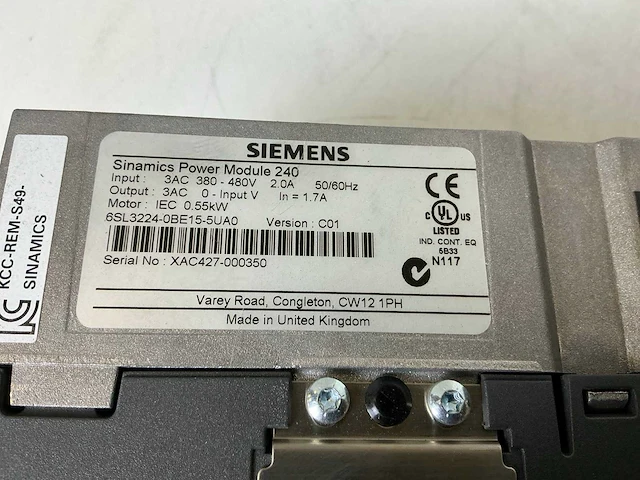 SIEMENS
Sinamics Power Module 240
Input : 3AC 380 - 480V 2.0A 50/60Hz
Output : 3AC 0 - Input V In = 1.7A
Motor : IEC 0.55kW
6SL3224-0BE15-5UA0 Version : C01
Serial No : XAC427-000350
Varey Road, Congleton, CW12 1PH
Made in United Kingdom
CE
c UL US
LISTED
IND. CONT. EQ
5B33
N117
KCC-REM-S49-
SINAMICS